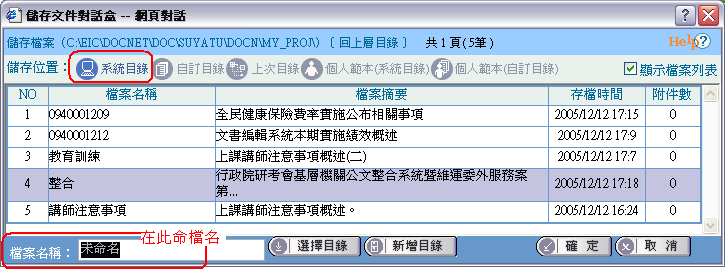 儲存文件對話盒 -- 網頁對話
儲存檔案 (C:\EIC\DOCNET\DOC\SUYATU\DOCN\MY_PROJ\) 〔 回上層目錄 〕 共 1 頁( 5筆 ) Help?
儲存位置： 系統目錄 自訂目錄 上次目錄 個人範本(系統目錄) 個人範本(自訂目錄) 顯示檔案列表
NO 檔案名稱 檔案摘要 存檔時間 附件數
1 0940001209 全民健康保險費率實施公布相關事項 2005/12/12 17:15 0
2 0940001212 文書編輯系統本期實施績效概述 2005/12/12 17:9 0
3 教育訓練 上課講師注意事項概述(二) 2005/12/12 17:7 0
4 整合 行政院研考會基層機關公文整合系統暨維運委外服務案第... 2005/12/12 17:18 0
5 講師注意事項 上課講師注意事項概述。 2005/12/12 16:24 0
在此命檔名
檔案名稱： 未命名 選擇目錄 新增目錄 確 定 取 消